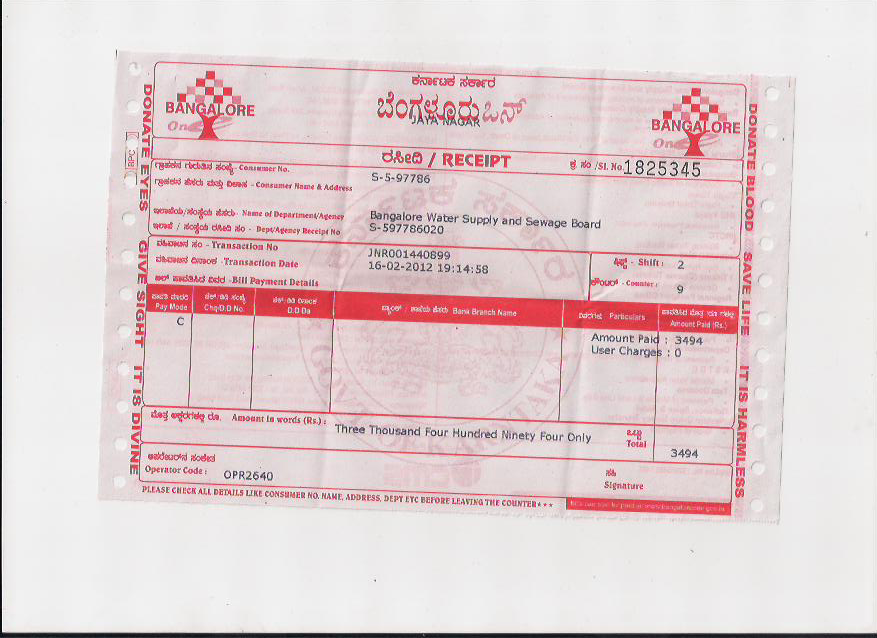 ಕರ್ನಾಟಕ ಸರ್ಕಾರ
BANGALORE
One
ಬೆಂಗಳೂರು ಒನ್
JAYA NAGAR
BANGALORE
One
ರಸೀದಿ / RECEIPT
ಕ್ರ. ಸಂ /Sl. No 1825345
ಗ್ರಾಹಕನ ಗುರುತಿನ ಸಂಖ್ಯೆ - Consumer No. S-5-97786
ಗ್ರಾಹಕನ ಹೆಸರು ಮತ್ತು ವಿಳಾಸ - Consumer Name & Address
ಇಲಾಖೆಯ/ಸಂಸ್ಥೆಯ ಹೆಸರು - Name of Department/Agency Bangalore Water Supply and Sewage Board
ಇಲಾಖೆ / ಸಂಸ್ಥೆಯ ರಸೀದಿ ಸಂ - Dept/Agency Receipt No S-597786020
ವಹಿವಾಟಿನ ಸಂ - Transaction No JNR001440899
ವಹಿವಾಟಿನ ದಿನಾಂಕ - Transaction Date 16-02-2012 19:14:58
ಶಿಫ್ಟ್ - Shift : 2
ಕೌಂಟರ್ - Counter : 9
ಬಿಲ್ ಪಾವತಿಸಿದ ವಿವರ - Bill Payment Details
ಪಾವತಿ ಮಾದರಿ Pay Mode
ಚೆಕ್/ಡಿಡಿ ಸಂಖ್ಯೆ Chq/D.D No.
ಚೆಕ್/ಡಿಡಿ ದಿನಾಂಕ D.D Da
ಬ್ಯಾಂಕ್ / ಶಾಖೆಯ ಹೆಸರು Bank Branch Name
ವಿವರಗಳು Particulars
Amount Paid (Rs.)
C
Amount Paid : 3494
User Charges : 0
ಮೊತ್ತ ಅಕ್ಷರಗಳಲ್ಲಿ ರೂ. Amount in words (Rs.) : Three Thousand Four Hundred Ninety Four Only
ಒಟ್ಟು
Total 3494
ಆಪರೇಟರ್‌ನ ಸಂಕೇತ
Operator Code : OPR2640
ಸಹಿ
Signature
PLEASE CHECK ALL DETAILS LIKE CONSUMER NO. NAME, ADDRESS, DEPT ETC BEFORE LEAVING THE COUNTER ***
DONATE EYES GIVE SIGHT IT IS DIVINE
DONATE BLOOD SAVE LIFE IT IS HARMLESS
RPC